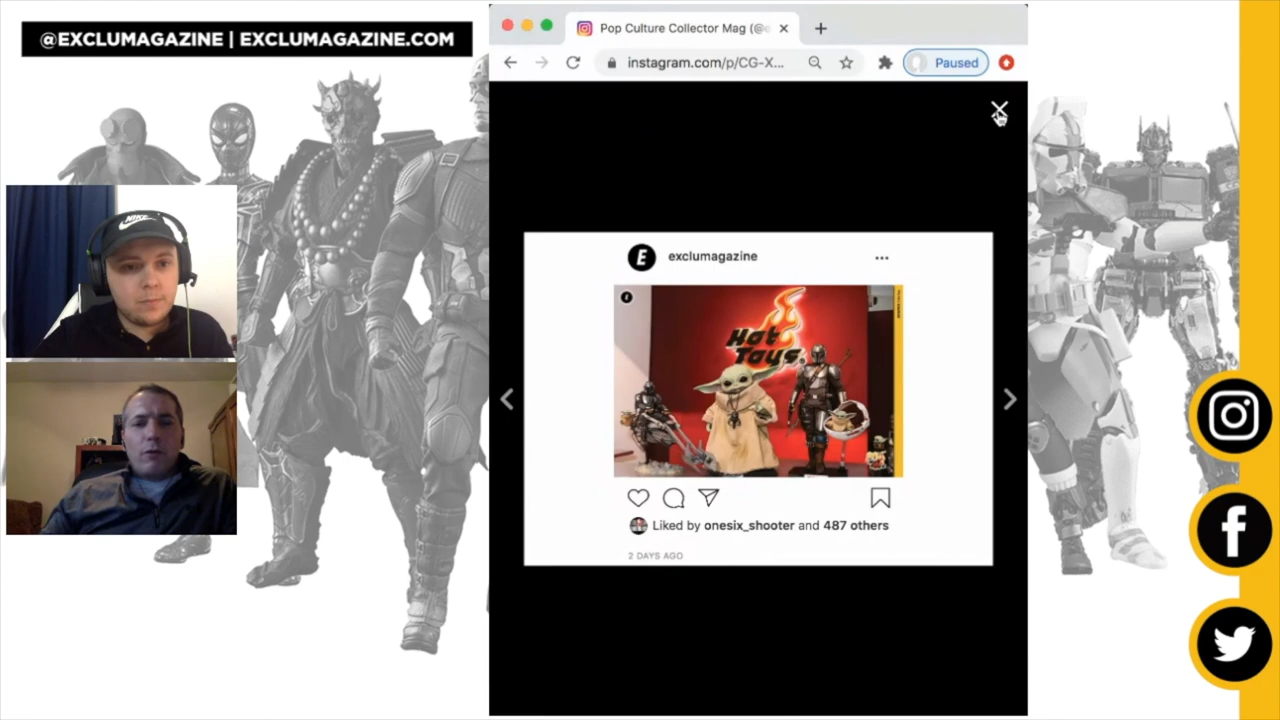 @EXCLUMAGAZINE | EXCLUMAGAZINE.COM
Pop Culture Collector Mag (@e
instagram.com/p/CG-X...
Paused
NIKE
E exclumagazine
Hot
Toys
Liked by onesix_shooter and 487 others
2 DAYS AGO